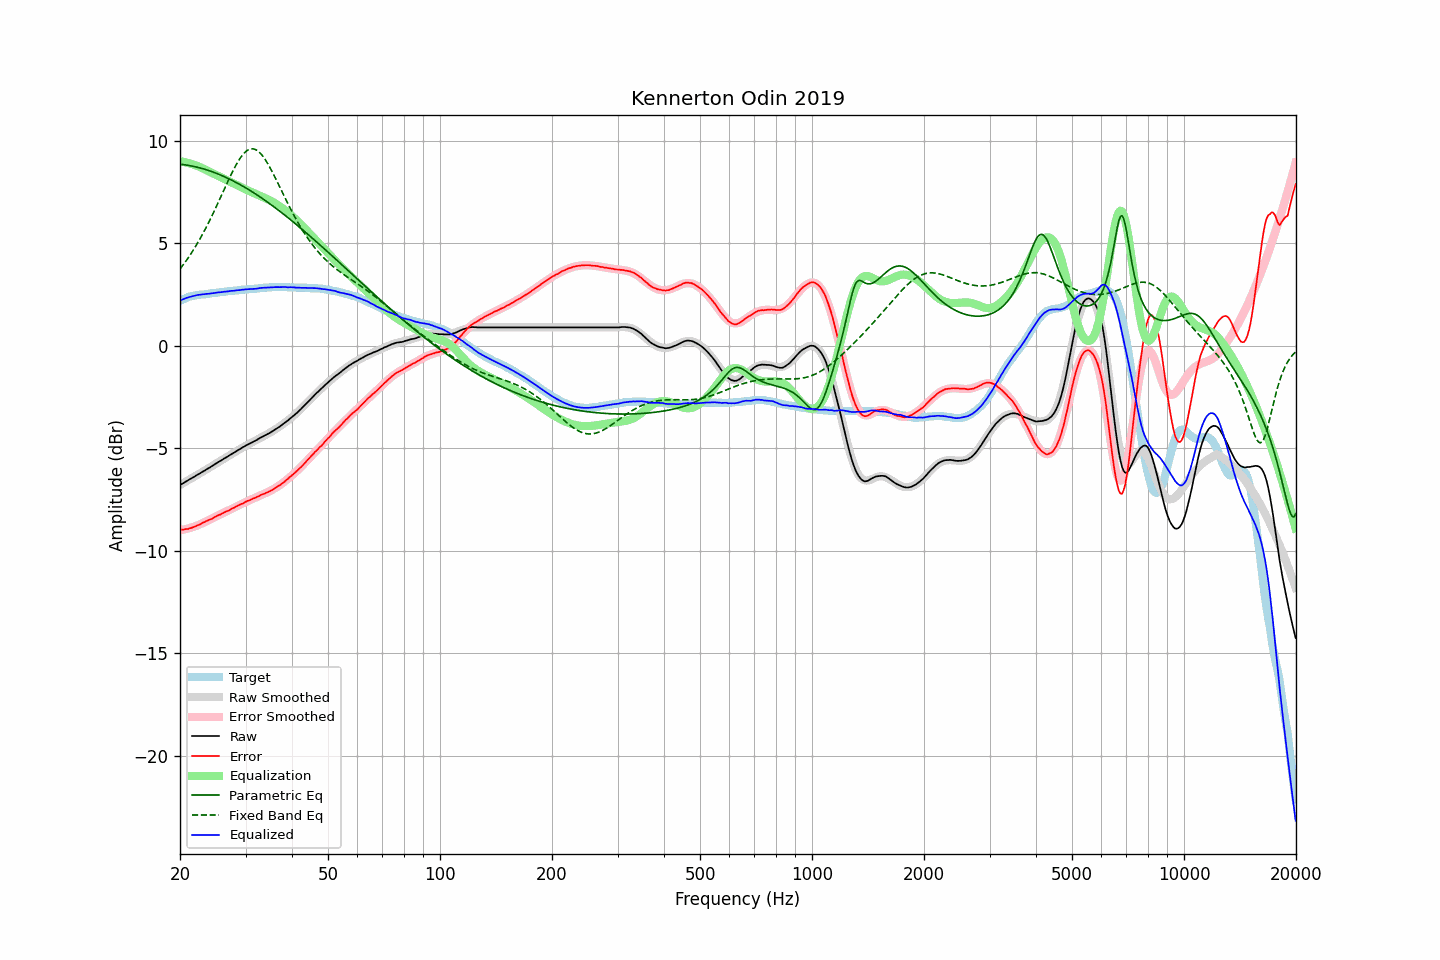 Kennerton Odin 2019
Amplitude (dBr)
10
5
0
−5
−10
−15
−20
Target
Raw Smoothed
Error Smoothed
Raw
Error
Equalization
Parametric Eq
Fixed Band Eq
Equalized
20 50 100 200 500 1000 2000 5000 10000 20000
Frequency (Hz)